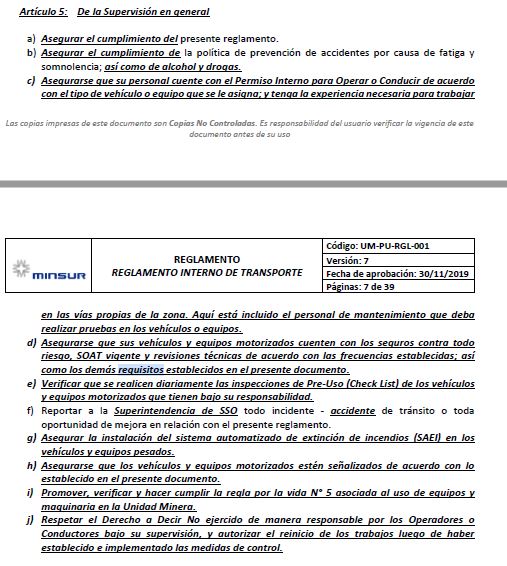 Artículo 5: De la Supervisión en general
a) Asegurar el cumplimiento del presente reglamento.
b) Asegurar el cumplimiento de la política de prevención de accidentes por causa de fatiga y
somnolencia; así como de alcohol y drogas.
c) Asegurarse que su personal cuente con el Permiso Interno para Operar o Conducir de acuerdo
con el tipo de vehículo o equipo que se le asigna; y tenga la experiencia necesaria para trabajar
Las copias impresas de este documento son Copias No Controladas. Es responsabilidad del usuario verificar la vigencia de este
documento antes de su uso
MINSUR
REGLAMENTO
REGLAMENTO INTERNO DE TRANSPORTE
Código: UM-PU-RGL-001
Versión: 7
Fecha de aprobación: 30/11/2019
Páginas: 7 de 39
en las vías propias de la zona. Aquí está incluido el personal de mantenimiento que deba
realizar pruebas en los vehículos o equipos.
d) Asegurarse que sus vehículos y equipos motorizados cuenten con los seguros contra todo
riesgo, SOAT vigente y revisiones técnicas de acuerdo con las frecuencias establecidas; así
como los demás requisitos establecidos en el presente documento.
e) Verificar que se realicen diariamente las inspecciones de Pre-Uso (Check List) de los vehículos
y equipos motorizados que tienen bajo su responsabilidad.
f) Reportar a la Superintendencia de SSO todo incidente - accidente de tránsito o toda
oportunidad de mejora en relación con el presente reglamento.
g) Asegurar la instalación del sistema automatizado de extinción de incendios (SAEI) en los
vehículos y equipos pesados.
h) Asegurarse que los vehículos y equipos motorizados estén señalizados de acuerdo con lo
establecido en el presente documento.
i) Promover, verificar y hacer cumplir la regla por la vida N° 5 asociada al uso de equipos y
maquinaria en la Unidad Minera.
j) Respetar el Derecho a Decir No ejercido de manera responsable por los Operadores o
Conductores bajo su supervisión, y autorizar el reinicio de los trabajos luego de haber
establecido e implementado las medidas de control.